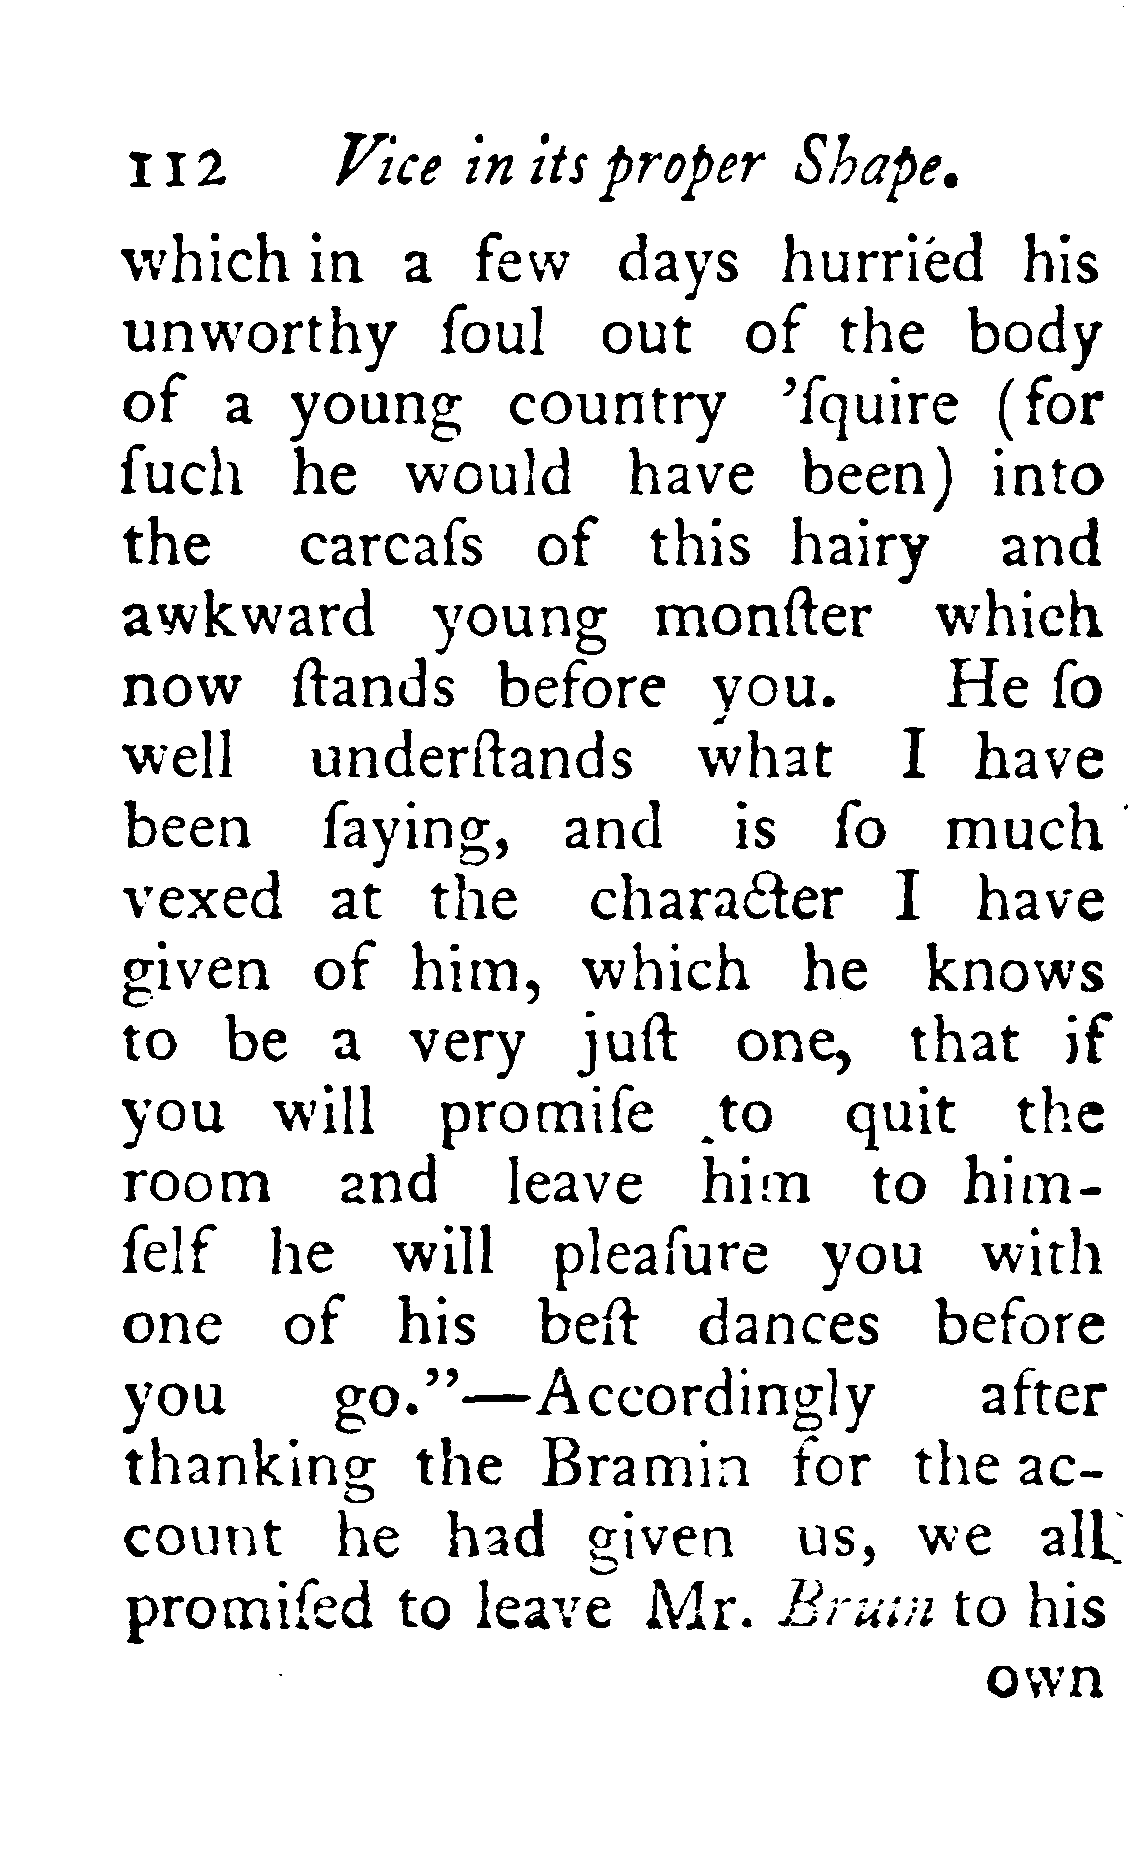 112 Vice in its proper Shape.
which in a few days hurried his
unworthy ſoul out of the body
of a young country ’ſquire (for
ſuch he would have been) into
the carcaſs of this hairy and
awkward young monſter which
now ſtands before you. He ſo
well underſtands what I have
been ſaying, and is ſo much
vexed at the character I have
given of him, which he knows
to be a very juſt one, that if
you will promiſe to quit the
room and leave him to him-
ſelf he will pleaſure you with
one of his beſt dances before
you go.”—Accordingly after
thanking the Bramin for the ac-
count he had given us, we all
promiſed to leave Mr. Bruin to his
own